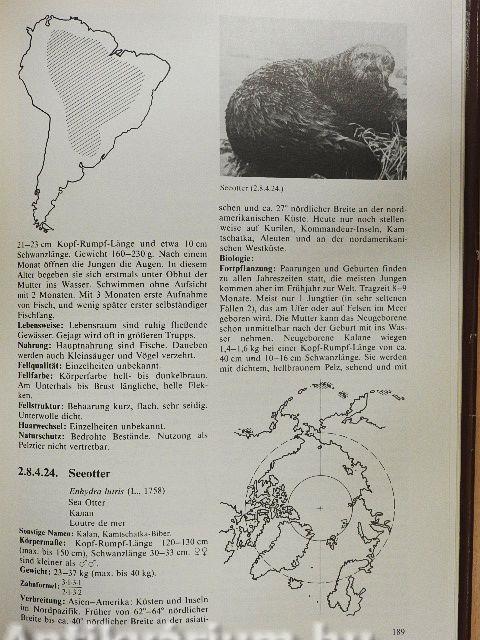 21–23 cm Kopf-Rumpf-Länge und etwa 10 cm
Schwanzlänge. Gewicht 160–230 g. Nach einem
Monat öffnen die Jungen die Augen. In diesem
Alter begeben sie sich erstmals unter Obhut der
Mutter ins Wasser. Schwimmen ohne Aufsicht
mit 2 Monaten. Mit 3 Monaten erste Aufnahme
von Fisch, und wenig später erster selbständiger
Fischfang.
Lebensweise: Lebensraum sind ruhig fließende
Gewässer. Gejagt wird oft in größeren Trupps.
Nahrung: Hauptnahrung sind Fische. Daneben
werden auch Kleinsäuger und Vögel verzehrt.
Fellqualität: Einzelheiten unbekannt.
Fellfarbe: Körperfarbe hell- bis dunkelbraun.
Am Unterhals bis Brust längliche, helle Flek-
ken.
Fellstruktur: Behaarung kurz, flach, sehr seidig.
Unterwolle dicht.
Haarwechsel: Einzelheiten unbekannt.
Naturschutz: Bedrohte Bestände. Nutzung als
Pelztier nicht vertretbar.
2.8.4.24. Seeotter
Enhydra lutris (L., 1758)
Sea Otter
Калан
Loutre de mer
Sonstige Namen: Kalan, Kamtschatka-Biber.
Körpermaße: Kopf-Rumpf-Länge 120–130 cm
(max. bis 150 cm), Schwanzlänge 30–33 cm. ♀♀
sind kleiner als ♂♂.
Gewicht: 23–37 kg (max. bis 40 kg).
Zahnformel: 3·1·3·1
2·1·3·2
Verbreitung: Asien–Amerika: Küsten und Inseln
im Nordpazifik. Früher von 62°–64° nördlicher
Breite bis ca. 40° nördlicher Breite an der asiati-
Seeotter (2.8.4.24.)
schen und ca. 27° nördlicher Breite an der nord-
amerikanischen Küste. Heute nur noch stellen-
weise auf Kurilen, Kommandeur-Inseln, Kam-
tschatka, Aleuten und an der nordamerikani-
schen Westküste.
Biologie:
Fortpflanzung: Paarungen und Geburten finden
zu allen Jahreszeiten statt, die meisten Jungen
kommen aber im Frühjahr zur Welt. Tragzeit 8–9
Monate. Meist nur 1 Jungtier (in sehr seltenen
Fällen 2), das am Ufer oder auf Felsen im Meer
geboren wird. Die Mutter kann das Neugeborene
schon unmittelbar nach der Geburt mit ins Was-
ser nehmen. Neugeborene Kalane wiegen
1,4–1,6 kg bei einer Kopf-Rumpf-Länge von ca.
40 cm und 10–16 cm Schwanzlänge. Sie werden
mit dichtem, hellbraunem Pelz, sehend und mit
189